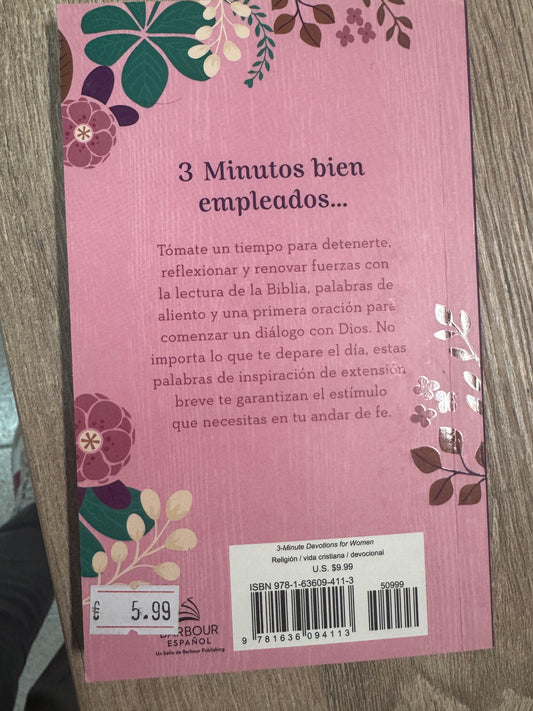 3 Minutos bien
empleados...
Tómate un tiempo para detenerte,
reflexionar y renovar fuerzas con
la lectura de la Biblia, palabras de
aliento y una primera oración para
comenzar un diálogo con Dios. No
importa lo que te depare el día, estas
palabras de inspiración de extensión
breve te garantizan el estímulo
que necesitas en tu andar de fe.
3-Minute Devotions for Women
Religión / vida cristiana / devocional
U.S. $9.99
ISBN 978-1-63609-411-3
50999
9 781636 094113
5.99
BARBOUR
ESPAÑOL
Un Sello de Barbour Publishing